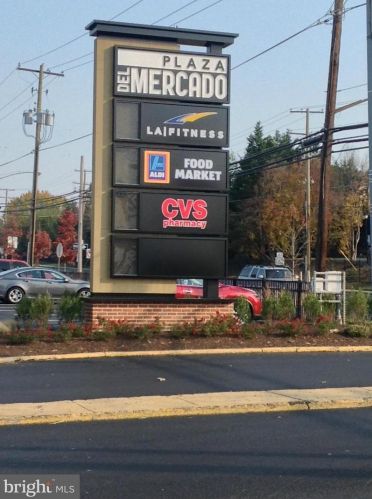 PLAZA
DEL MERCADO
LA|FITNESS
ALDI
FOOD
MARKET
CVS
pharmacy
bright MLS